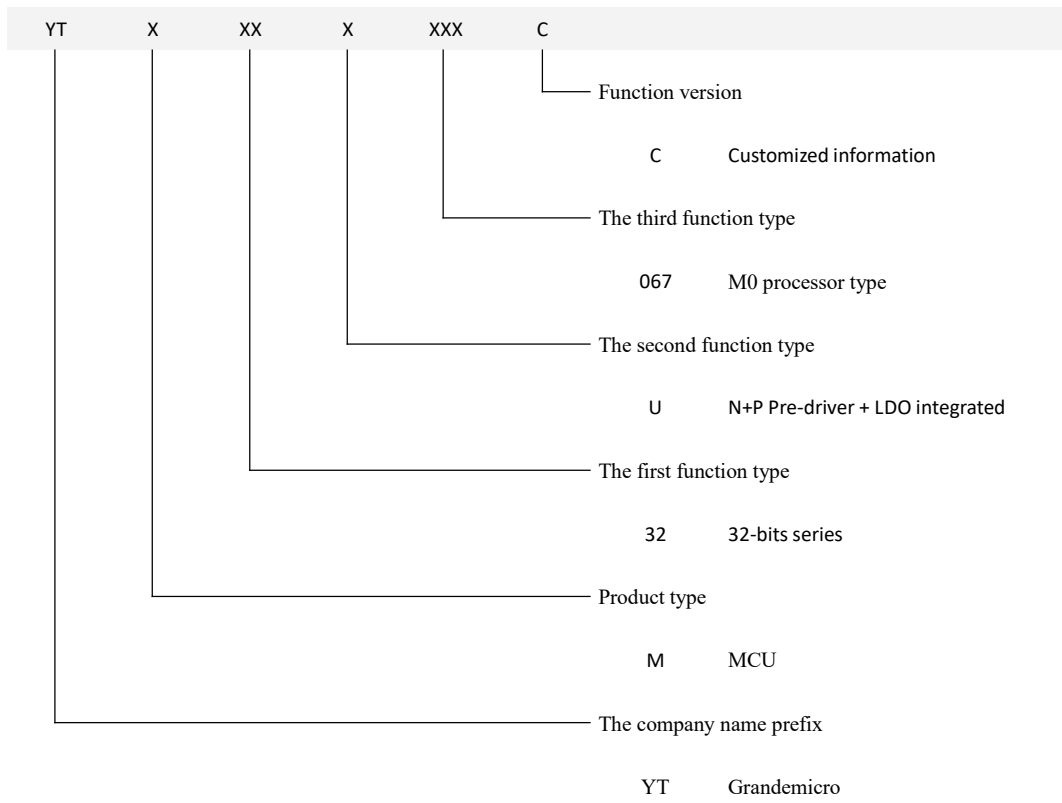 YT X XX X XXX C
Function version
C Customized information
The third function type
067 M0 processor type
The second function type
U N+P Pre-driver + LDO integrated
The first function type
32 32-bits series
Product type
M MCU
The company name prefix
YT Grandemicro